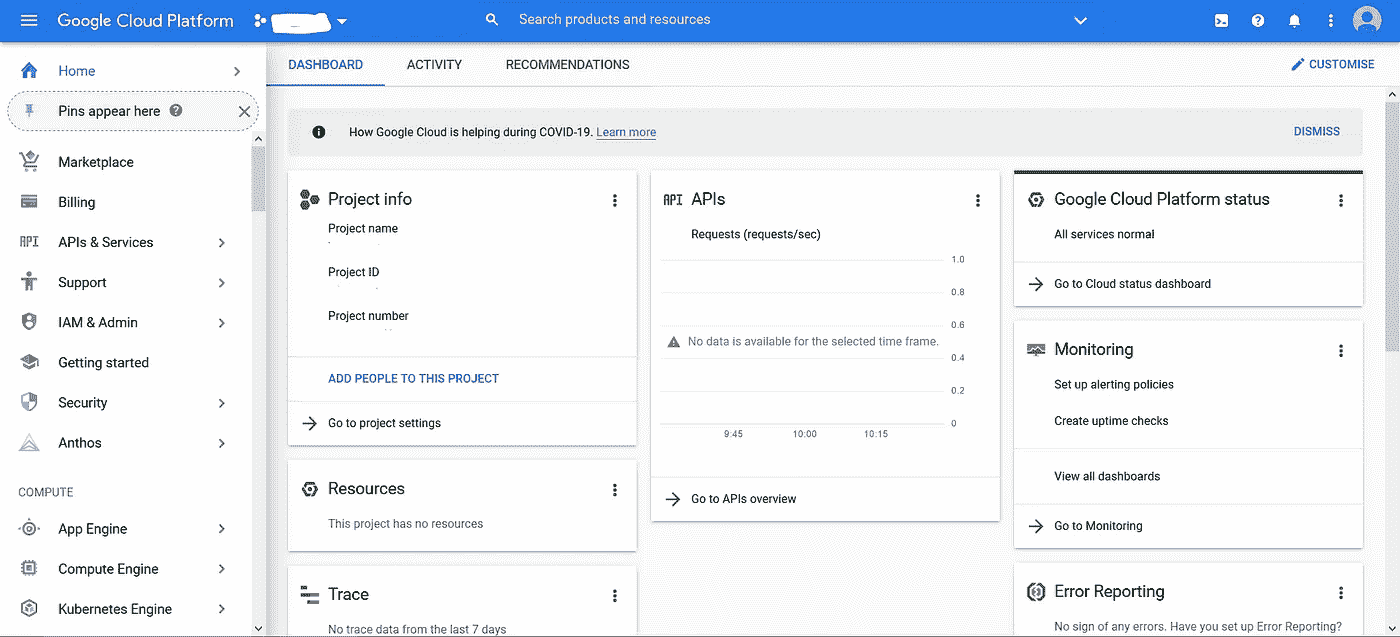 Google Cloud Platform
Search products and resources
Home
Pins appear here
Marketplace
Billing
API APIs & Services
Support
IAM & Admin
Getting started
Security
Anthos
COMPUTE
App Engine
Compute Engine
Kubernetes Engine
DASHBOARD ACTIVITY RECOMMENDATIONS
CUSTOMISE
How Google Cloud is helping during COVID-19. Learn more
DISMISS
Project info
Project name
Project ID
Project number
ADD PEOPLE TO THIS PROJECT
Go to project settings
Resources
This project has no resources
Trace
No trace data from the last 7 days
API APIs
Requests (requests/sec)
1.0
0.8
0.6
No data is available for the selected time frame.
0.4
0.2
0
9:45 10:00 10:15
Go to APIs overview
Google Cloud Platform status
All services normal
Go to Cloud status dashboard
Monitoring
Set up alerting policies
Create uptime checks
View all dashboards
Go to Monitoring
Error Reporting
No sign of any errors. Have you set up Error Reporting?